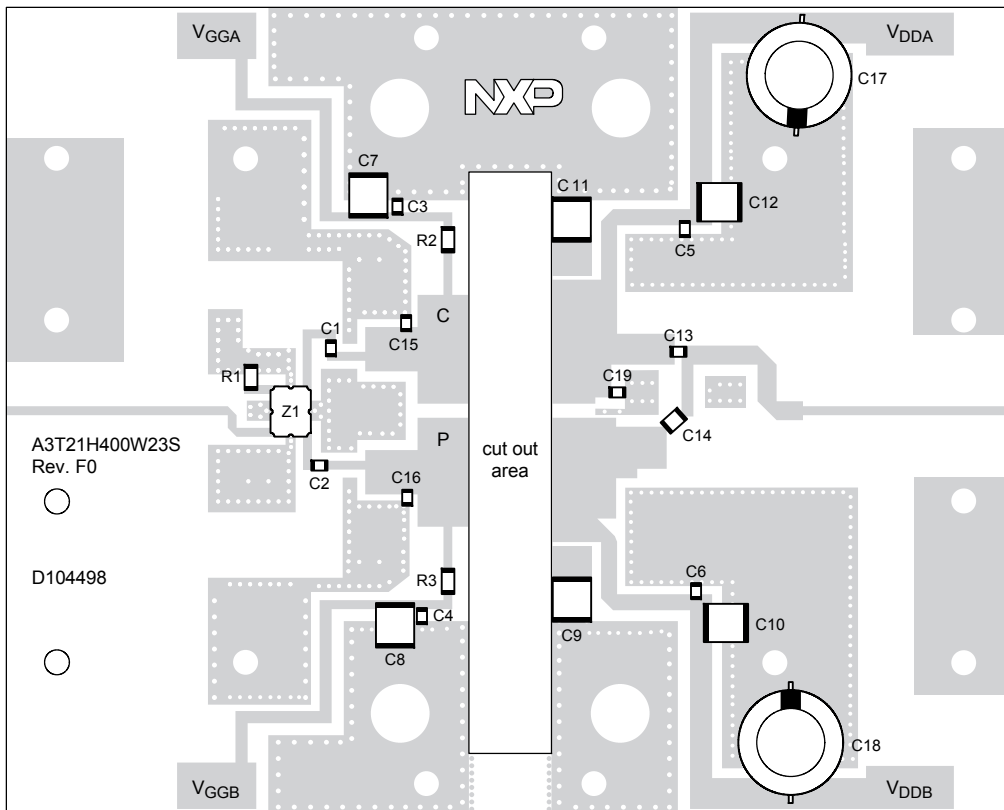 VGGA
VDDA
C17
NXP
C7
C3
C11
C12
R2
C5
C
C1
C15
C13
R1
C19
Z1
C14
P
A3T21H400W23S
Rev. F0
cut out
area
C2
C16
D104498
R3
C6
C4
C10
C8
C9
C18
VGGB
VDDB